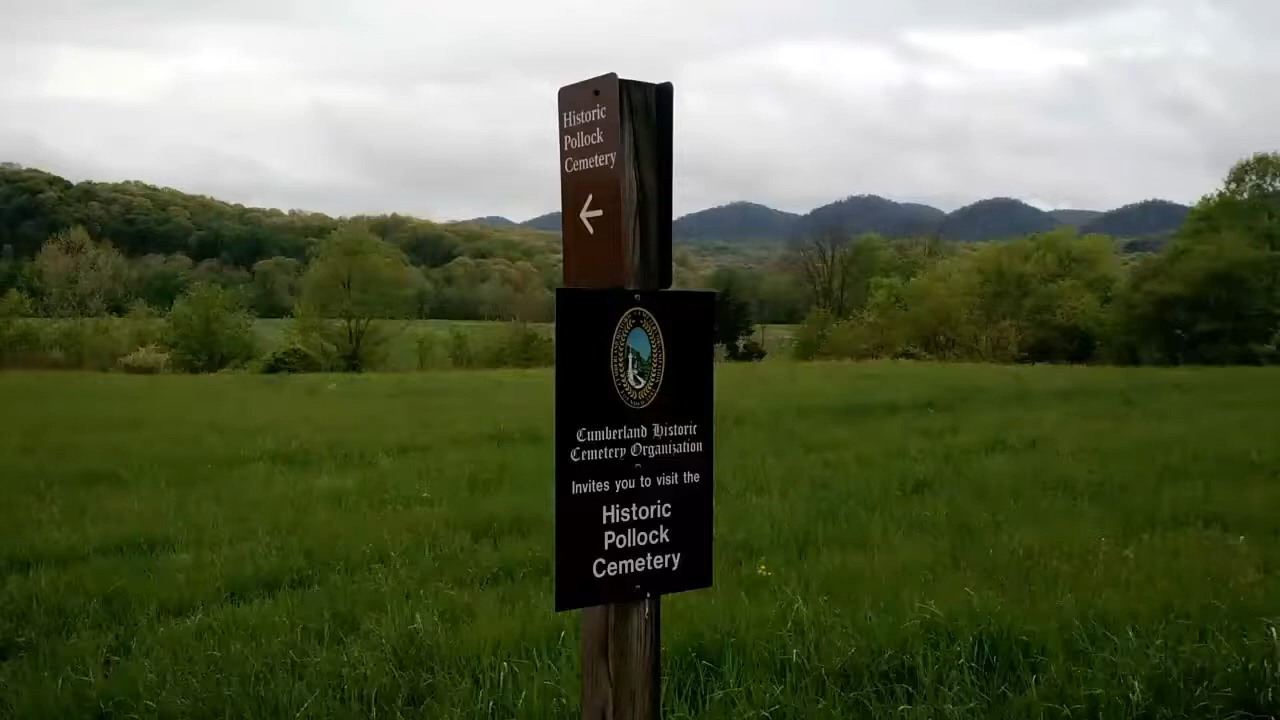 Historic
Pollock
Cemetery
Cumberland Historic
Cemetery Organization
Invites you to visit the
Historic
Pollock
Cemetery